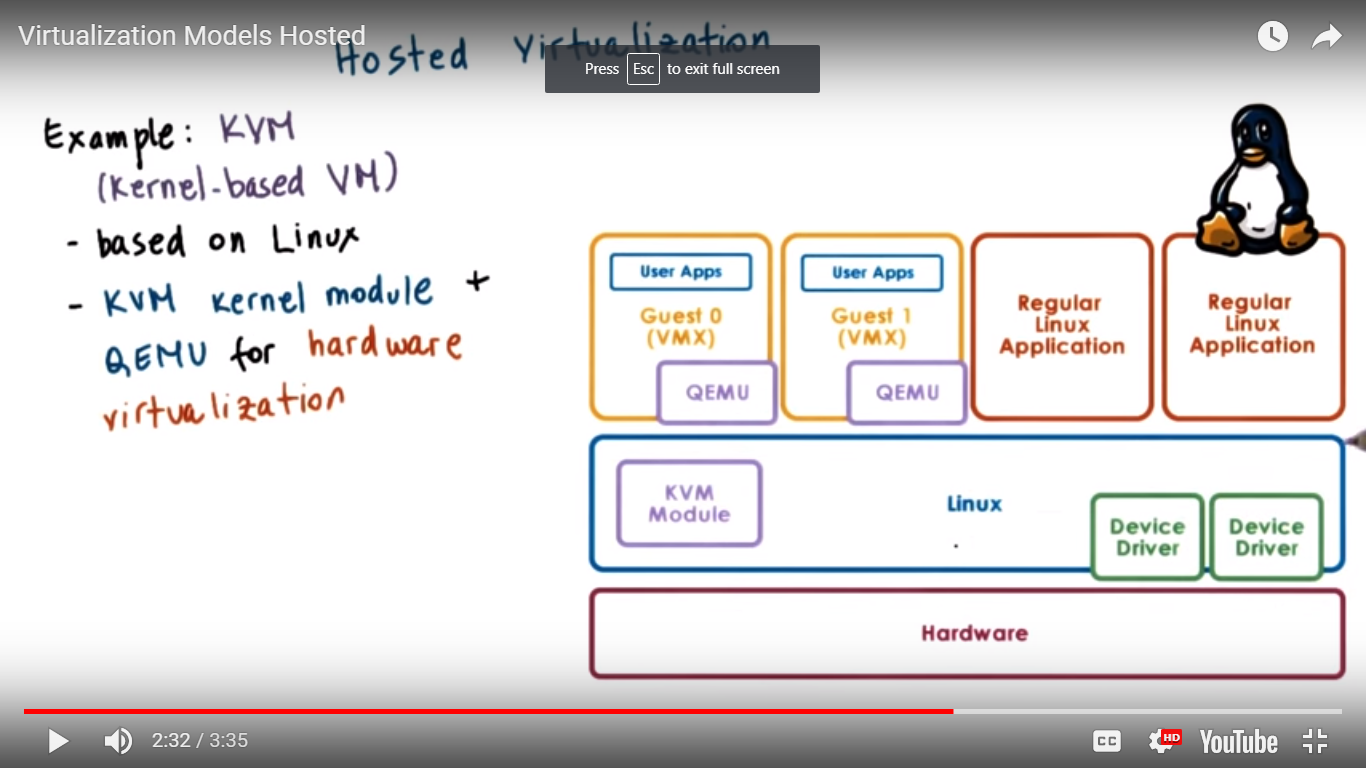 Virtualization Models Hosted
Hosted Virtualization
Press Esc to exit full screen
Example: KVM
(Kernel-based VM)
- based on Linux
- KVM kernel module +
QEMU for hardware
virtualization
User Apps
Guest 0
(VMX)
QEMU
User Apps
Guest 1
(VMX)
QEMU
Regular
Linux
Application
Regular
Linux
Application
KVM
Module
Linux
Device
Driver
Device
Driver
Hardware
2:32 / 3:35
CC
HD
YouTube